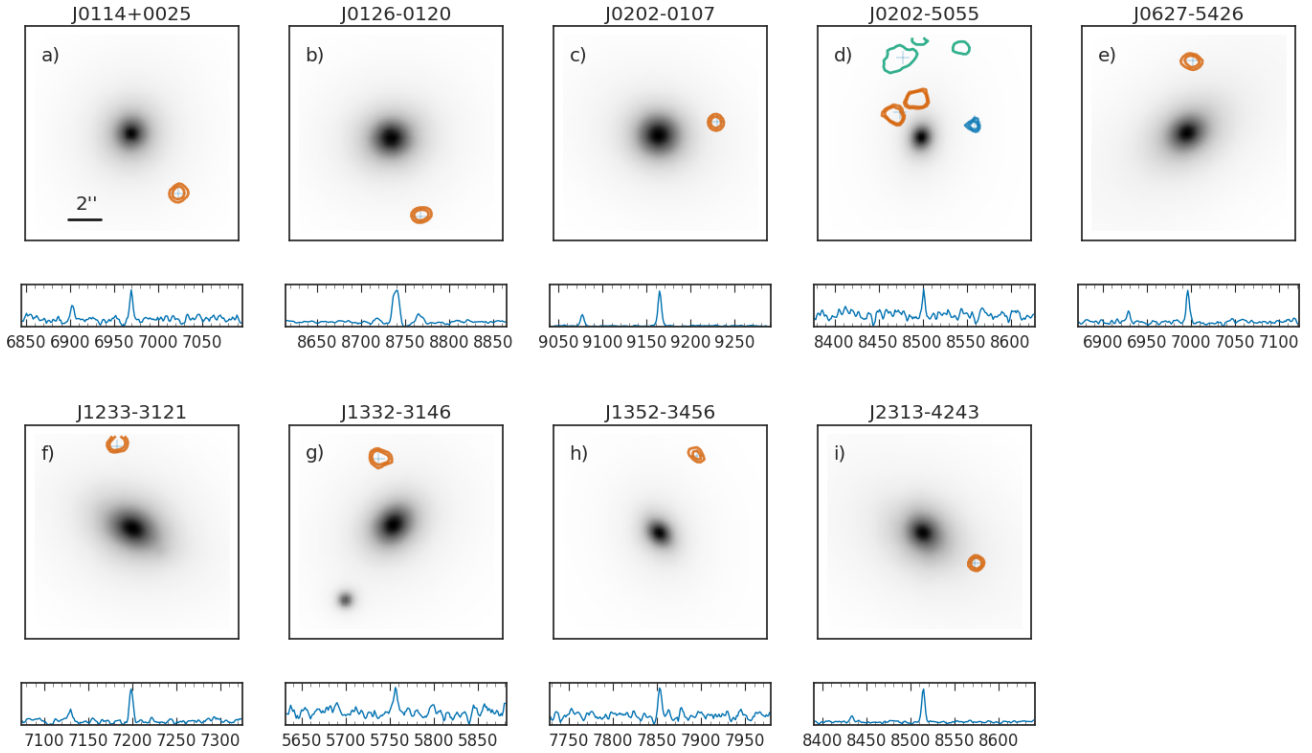 J0114+0025 J0126-0120 J0202-0107 J0202-5055 J0627-5426
a) b) c) d) e)
2''
6850 6900 6950 7000 7050 8650 8700 8750 8800 8850 9050 9100 9150 9200 9250 8400 8450 8500 8550 8600 6900 6950 7000 7050 7100
J1233-3121 J1332-3146 J1352-3456 J2313-4243
f) g) h) i)
7100 7150 7200 7250 7300 5650 5700 5750 5800 5850 7750 7800 7850 7900 7950 8400 8450 8500 8550 8600